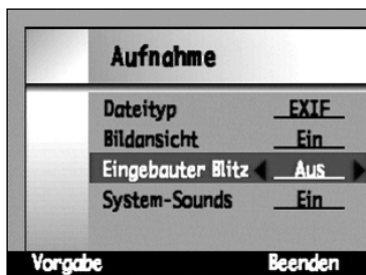 Aufnahme
Dateityp EXIF
Bildansicht Ein
Eingebauter Blitz Aus
System-Sounds Ein
Vorgabe Beenden